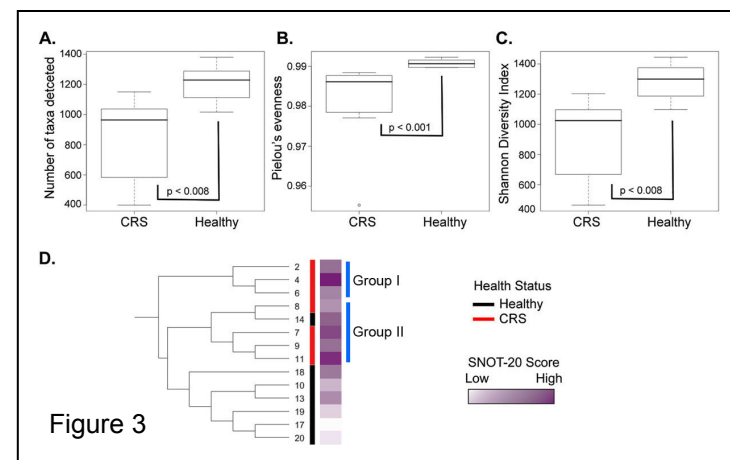 A.
Number of taxa detceted
1400
1200
1000
800
600
400
p < 0.008
CRS Healthy
B.
Pielou's evenness
0.99
0.98
0.97
0.96
p < 0.001
CRS Healthy
C.
Shannon Diversity Index
1400
1200
1000
800
600
400
p < 0.008
CRS Healthy
D.
2
4
6
8
14
7
9
11
18
10
13
19
17
20
Group I
Group II
Health Status
Healthy
CRS
SNOT-20 Score
Low High
Figure 3